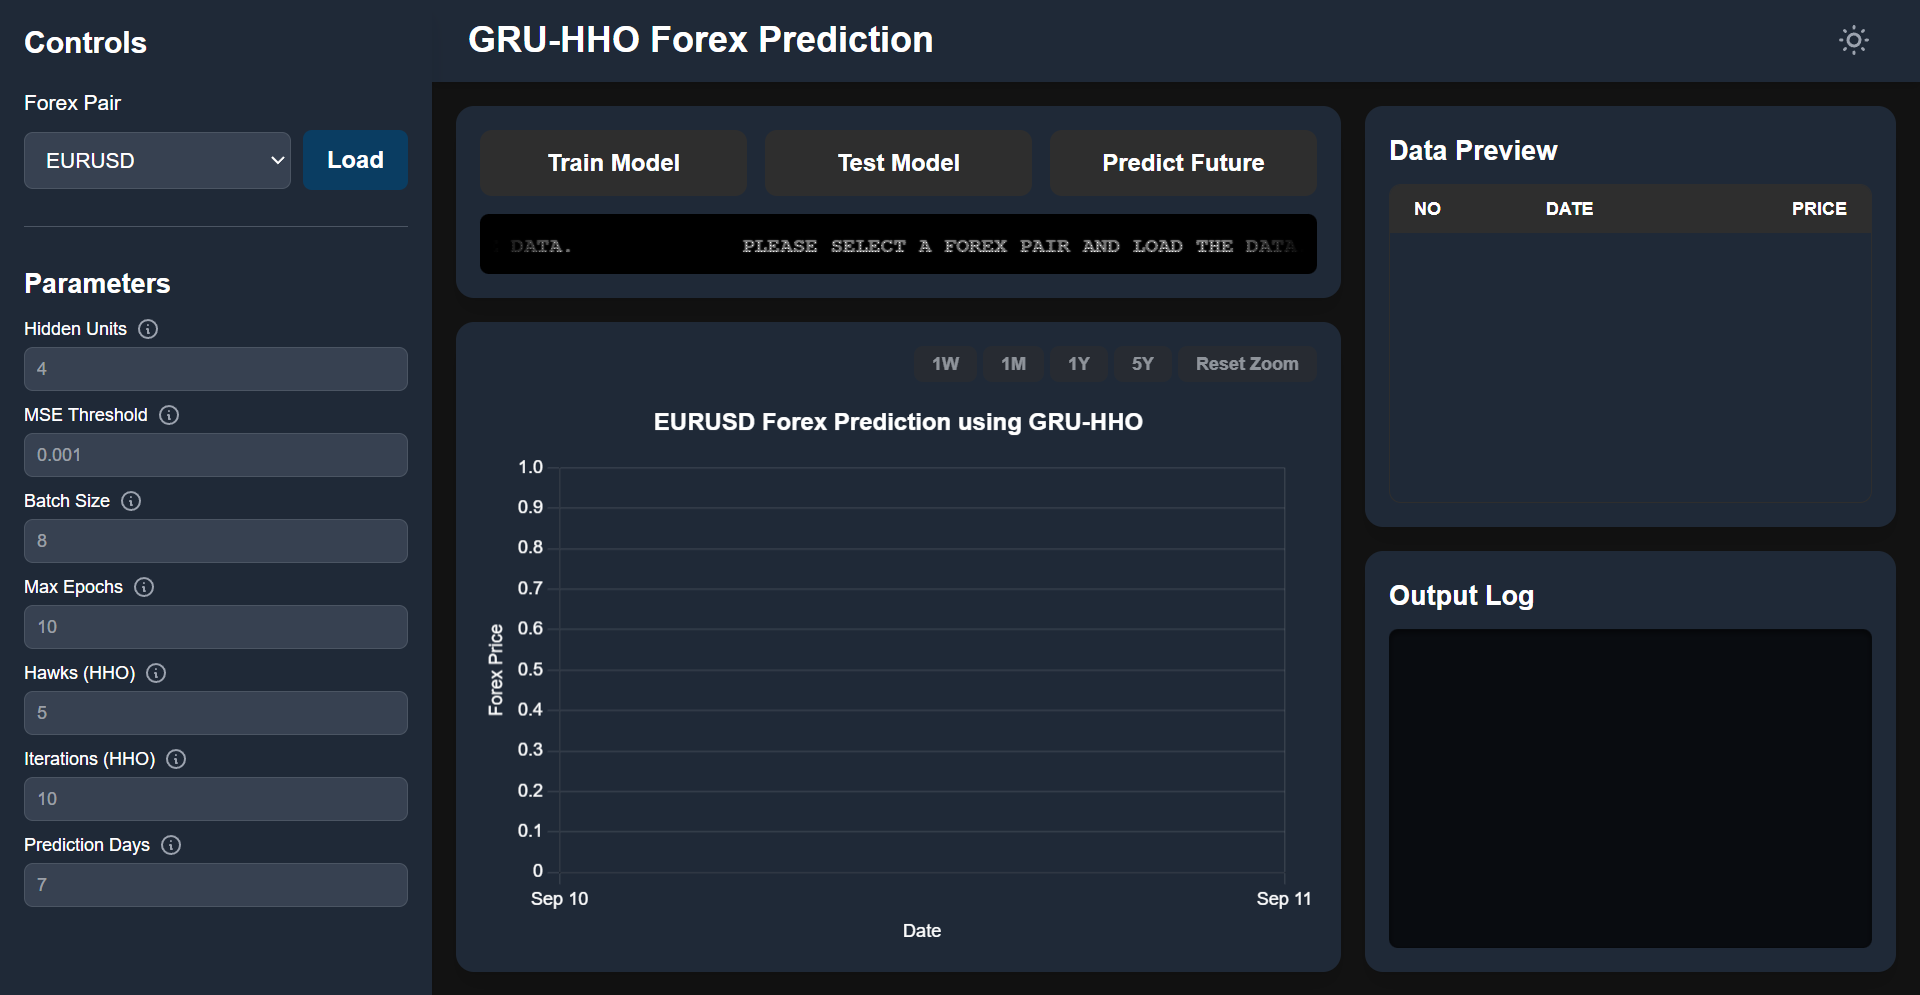 Controls
Forex Pair
EURUSD
Load
Parameters
Hidden Units
4
MSE Threshold
0.001
Batch Size
8
Max Epochs
10
Hawks (HHO)
5
Iterations (HHO)
10
Prediction Days
7
GRU-HHO Forex Prediction
Train Model
Test Model
Predict Future
DATA. PLEASE SELECT A FOREX PAIR AND LOAD THE DATA
1W
1M
1Y
5Y
Reset Zoom
EURUSD Forex Prediction using GRU-HHO
Forex Price
1.0
0.9
0.8
0.7
0.6
0.5
0.4
0.3
0.2
0.1
0
Sep 10
Sep 11
Date
Data Preview
NO DATE PRICE
Output Log